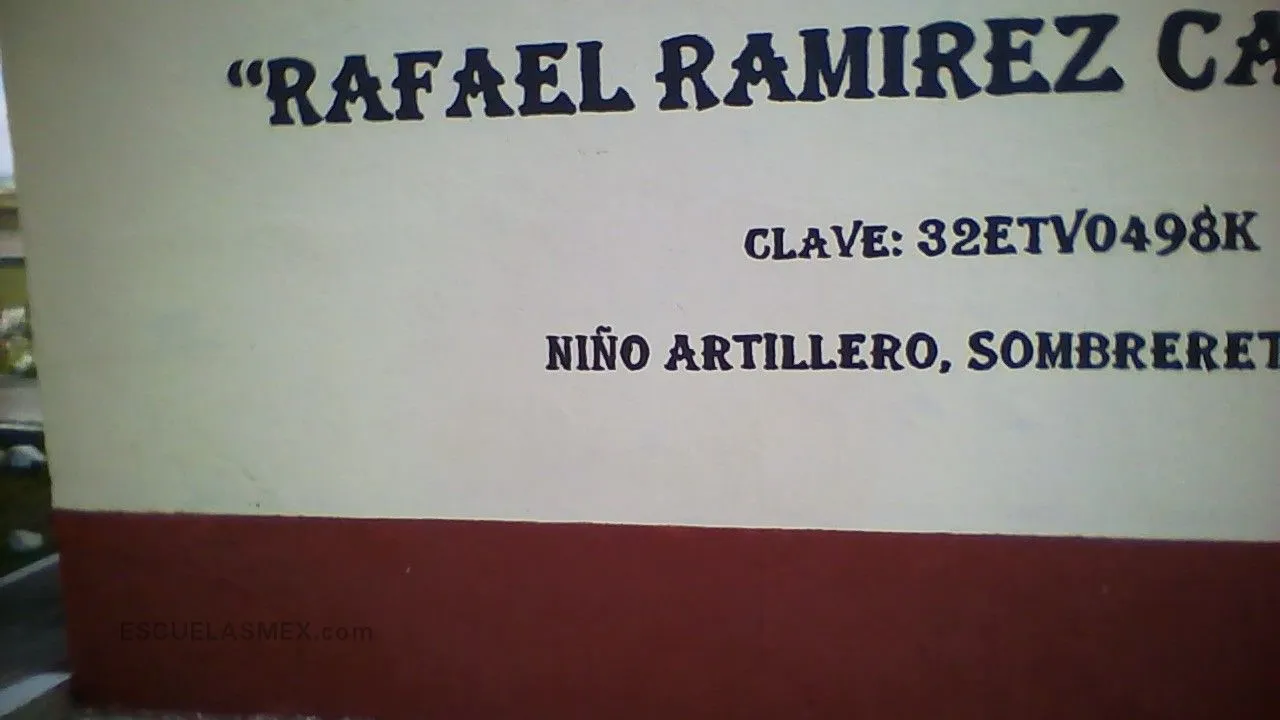 “RAFAEL RAMIREZ CA
CLAVE: 32ETV0498K
NIÑO ARTILLERO, SOMBRERET
ESCUELASMEX.com